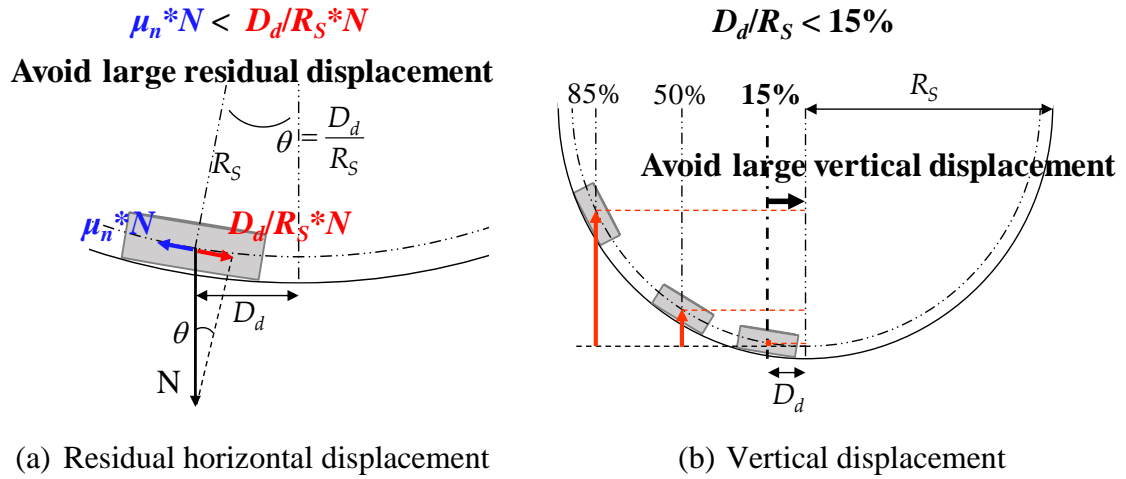 μn*N < Dd/RS*N
Avoid large residual displacement
θ = Dd/RS
RS
μn*N
Dd/RS*N
Dd
θ
N
(a) Residual horizontal displacement
Dd/RS < 15%
85% 50% 15% RS
Avoid large vertical displacement
Dd
(b) Vertical displacement